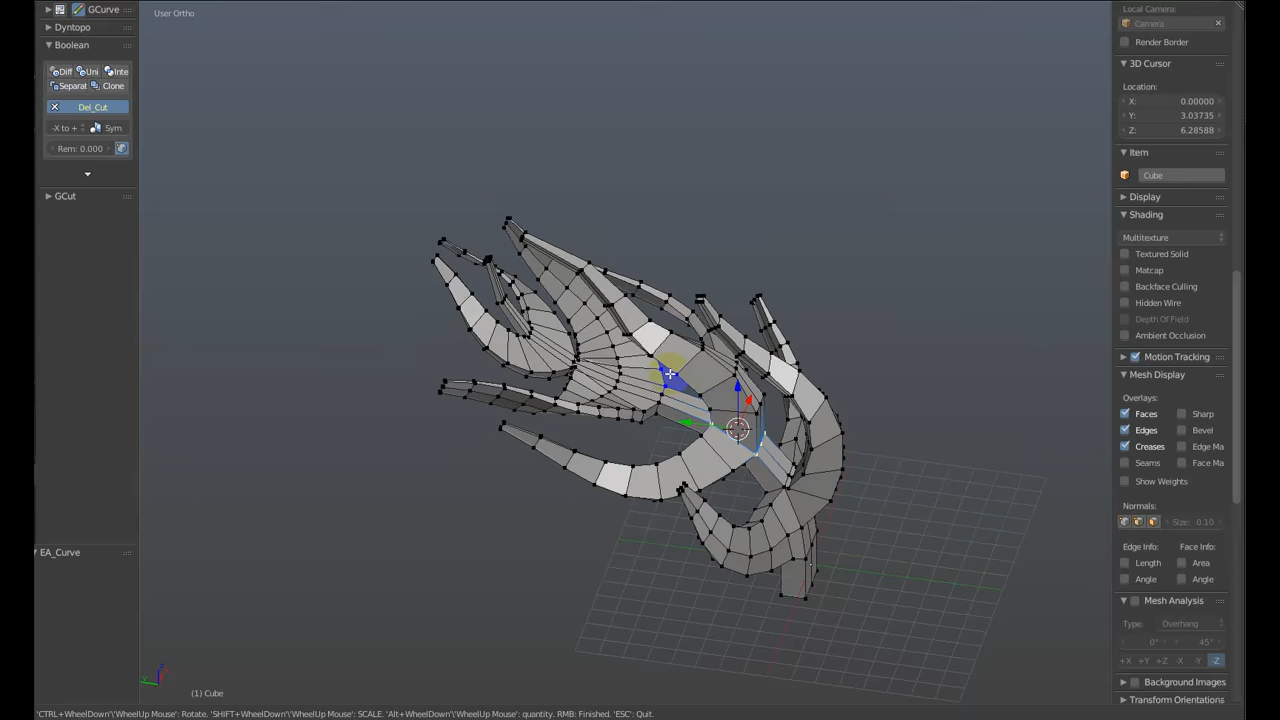 GCurve
Dyntopo
Boolean
Diff Uni Inte
Separat Clone
Del_Cut
-X to + Sym
Rem: 0.000
GCut
EA_Curve
User Ortho
(1) Cube
'CTRL+WheelDown'\'WheelUp Mouse': Rotate. 'SHIFT+WheelDown'\'WheelUp Mouse': SCALE. 'Alt+WheelDown'\'WheelUp Mouse': quantity. RMB: Finished. 'ESC': Quit.
Local Camera:
Camera
Render Border
3D Cursor
Location:
X: 0.00000
Y: 3.03735
Z: 6.28588
Item
Cube
Display
Shading
Multitexture
Textured Solid
Matcap
Backface Culling
Hidden Wire
Depth Of Field
Ambient Occlusion
Motion Tracking
Mesh Display
Overlays:
Faces Sharp
Edges Bevel
Creases Edge Ma
Seams Face Ma
Show Weights
Normals:
Size: 0.10
Edge Info: Face Info:
Length Area
Angle Angle
Mesh Analysis
Type: Overhang
0° 45°
+X +Y +Z -X -Y -Z
Background Images
Transform Orientations